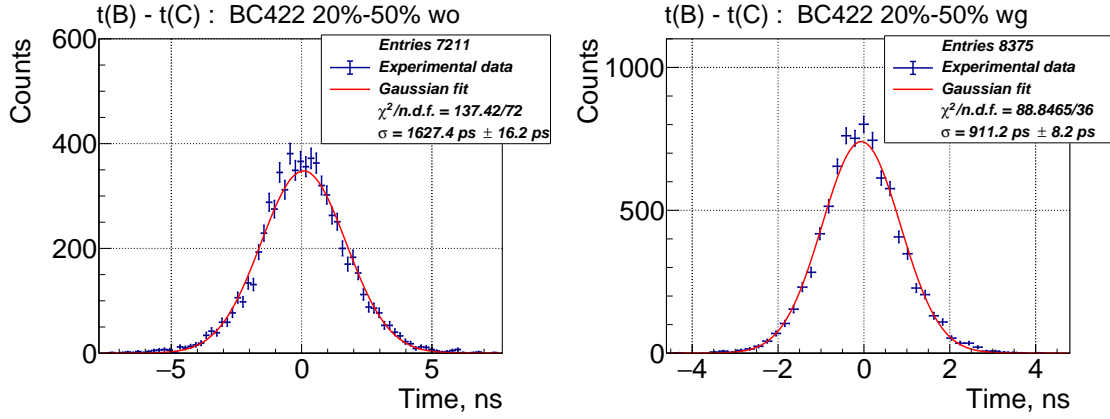 t(B) - t(C) : BC422 20%-50% wo
Counts
600
400
200
0
Entries 7211
Experimental data
Gaussian fit
χ²/n.d.f. = 137.42/72
σ = 1627.4 ps ± 16.2 ps
−5 0 5
Time, ns
t(B) - t(C) : BC422 20%-50% wg
Counts
1000
500
0
Entries 8375
Experimental data
Gaussian fit
χ²/n.d.f. = 88.8465/36
σ = 911.2 ps ± 8.2 ps
−4 −2 0 2 4
Time, ns